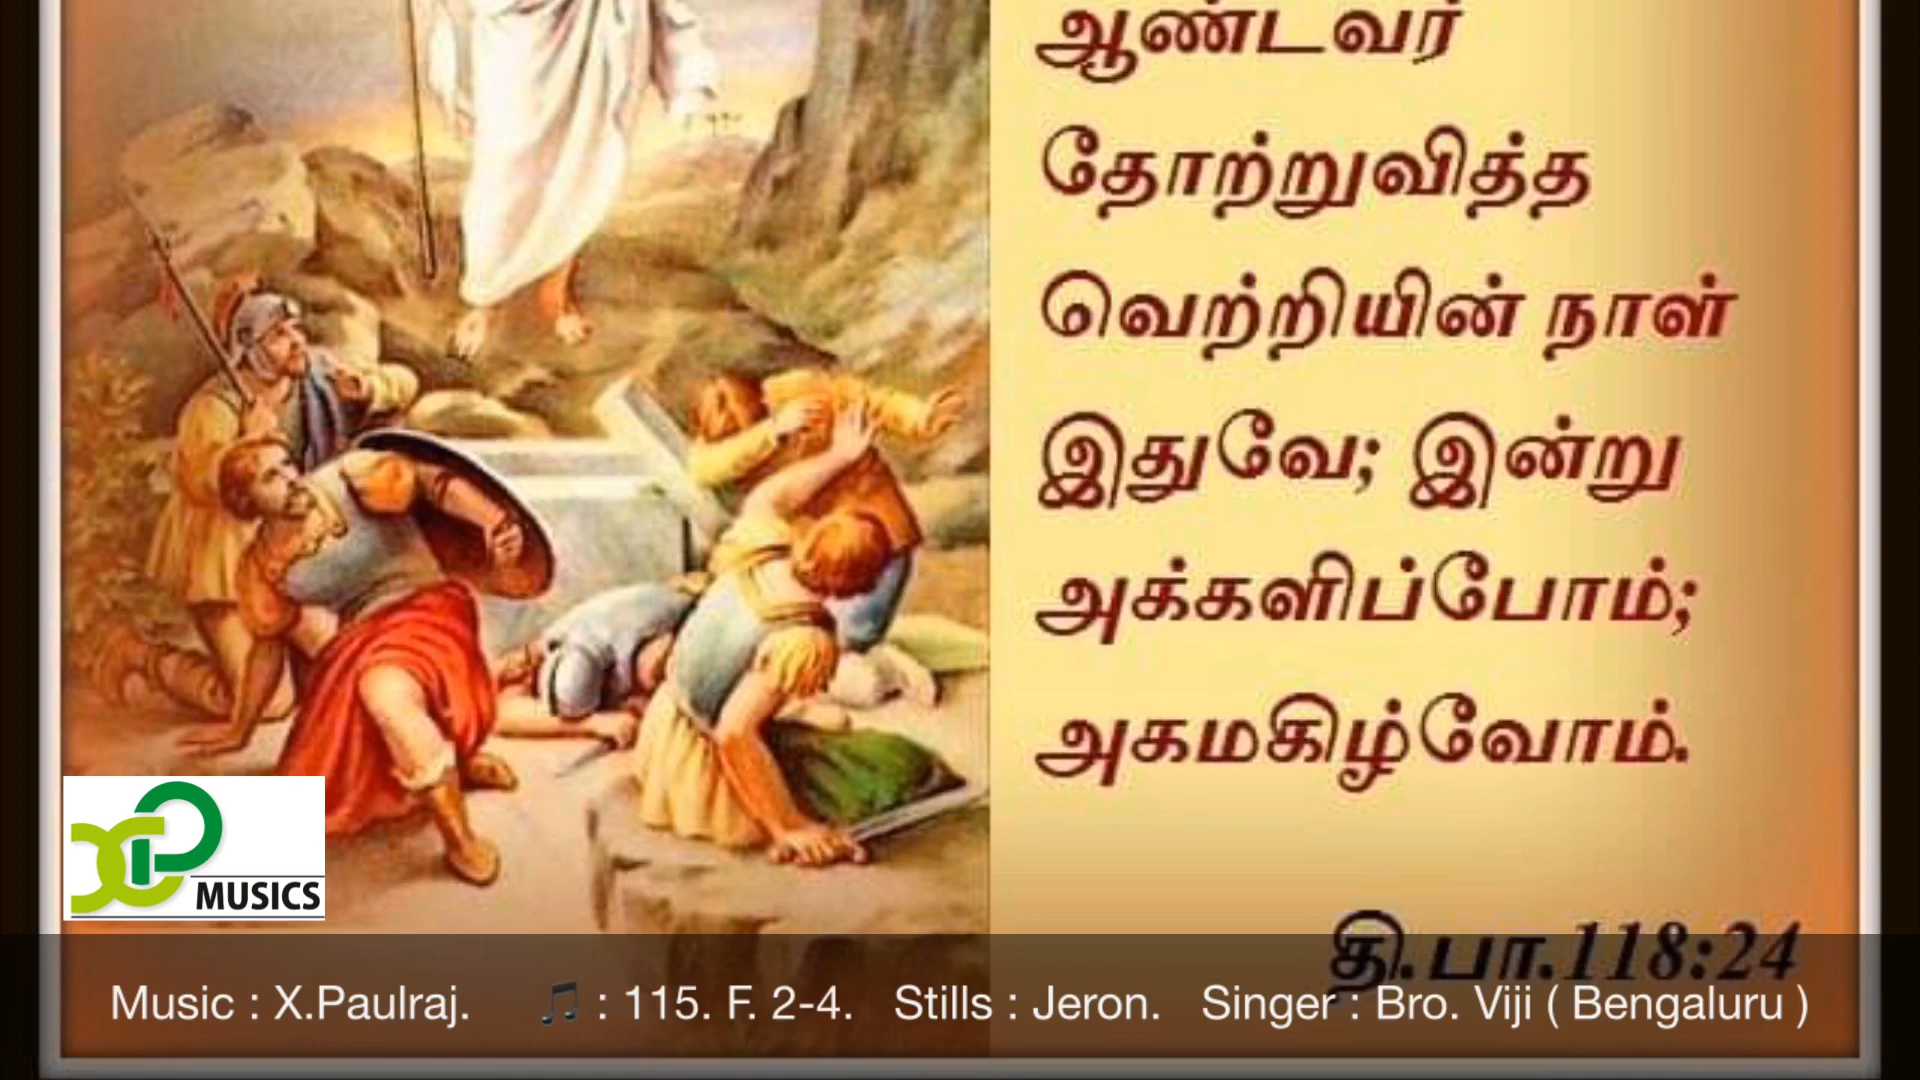 ஆண்டவர்
தோற்றுவித்த
வெற்றியின் நாள்
இதுவே; இன்று
அக்களிப்போம்;
அகமகிழ்வோம்.
தி.பா.118:24
XP MUSICS
Music : X.Paulraj. 🎵 : 115. F. 2-4. Stills : Jeron. Singer : Bro. Viji ( Bengaluru )